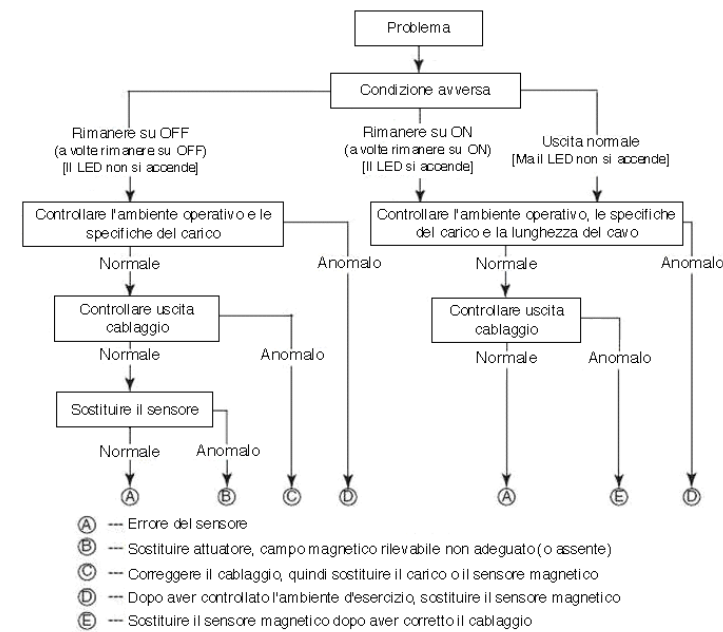 Problema
Condizione avversa
Rimanere su OFF
(a volte rimanere su OFF)
[Il LED non si accende]
Rimanere su ON
(a volte rimanere su ON)
[Il LED si accende]
Uscita normale
[Ma il LED non si accende]
Controllare l'ambiente operativo e le
specifiche del carico
Controllare l'ambiente operativo, le specifiche
del carico e la lunghezza del cavo
Normale
Anomalo
Normale
Anomalo
Controllare uscita
cablaggio
Controllare uscita
cablaggio
Normale
Anomalo
Normale
Anomalo
Sostituire il sensore
Normale
Anomalo
A
B
C
D
A
E
D
A --- Errore del sensore
B --- Sostituire attuatore, campo magnetico rilevabile non adeguato (o assente)
C --- Correggere il cablaggio, quindi sostituire il carico o il sensore magnetico
D --- Dopo aver controllato l'ambiente d'esercizio, sostituire il sensore magnetico
E --- Sostituire il sensore magnetico dopo aver corretto il cablaggio